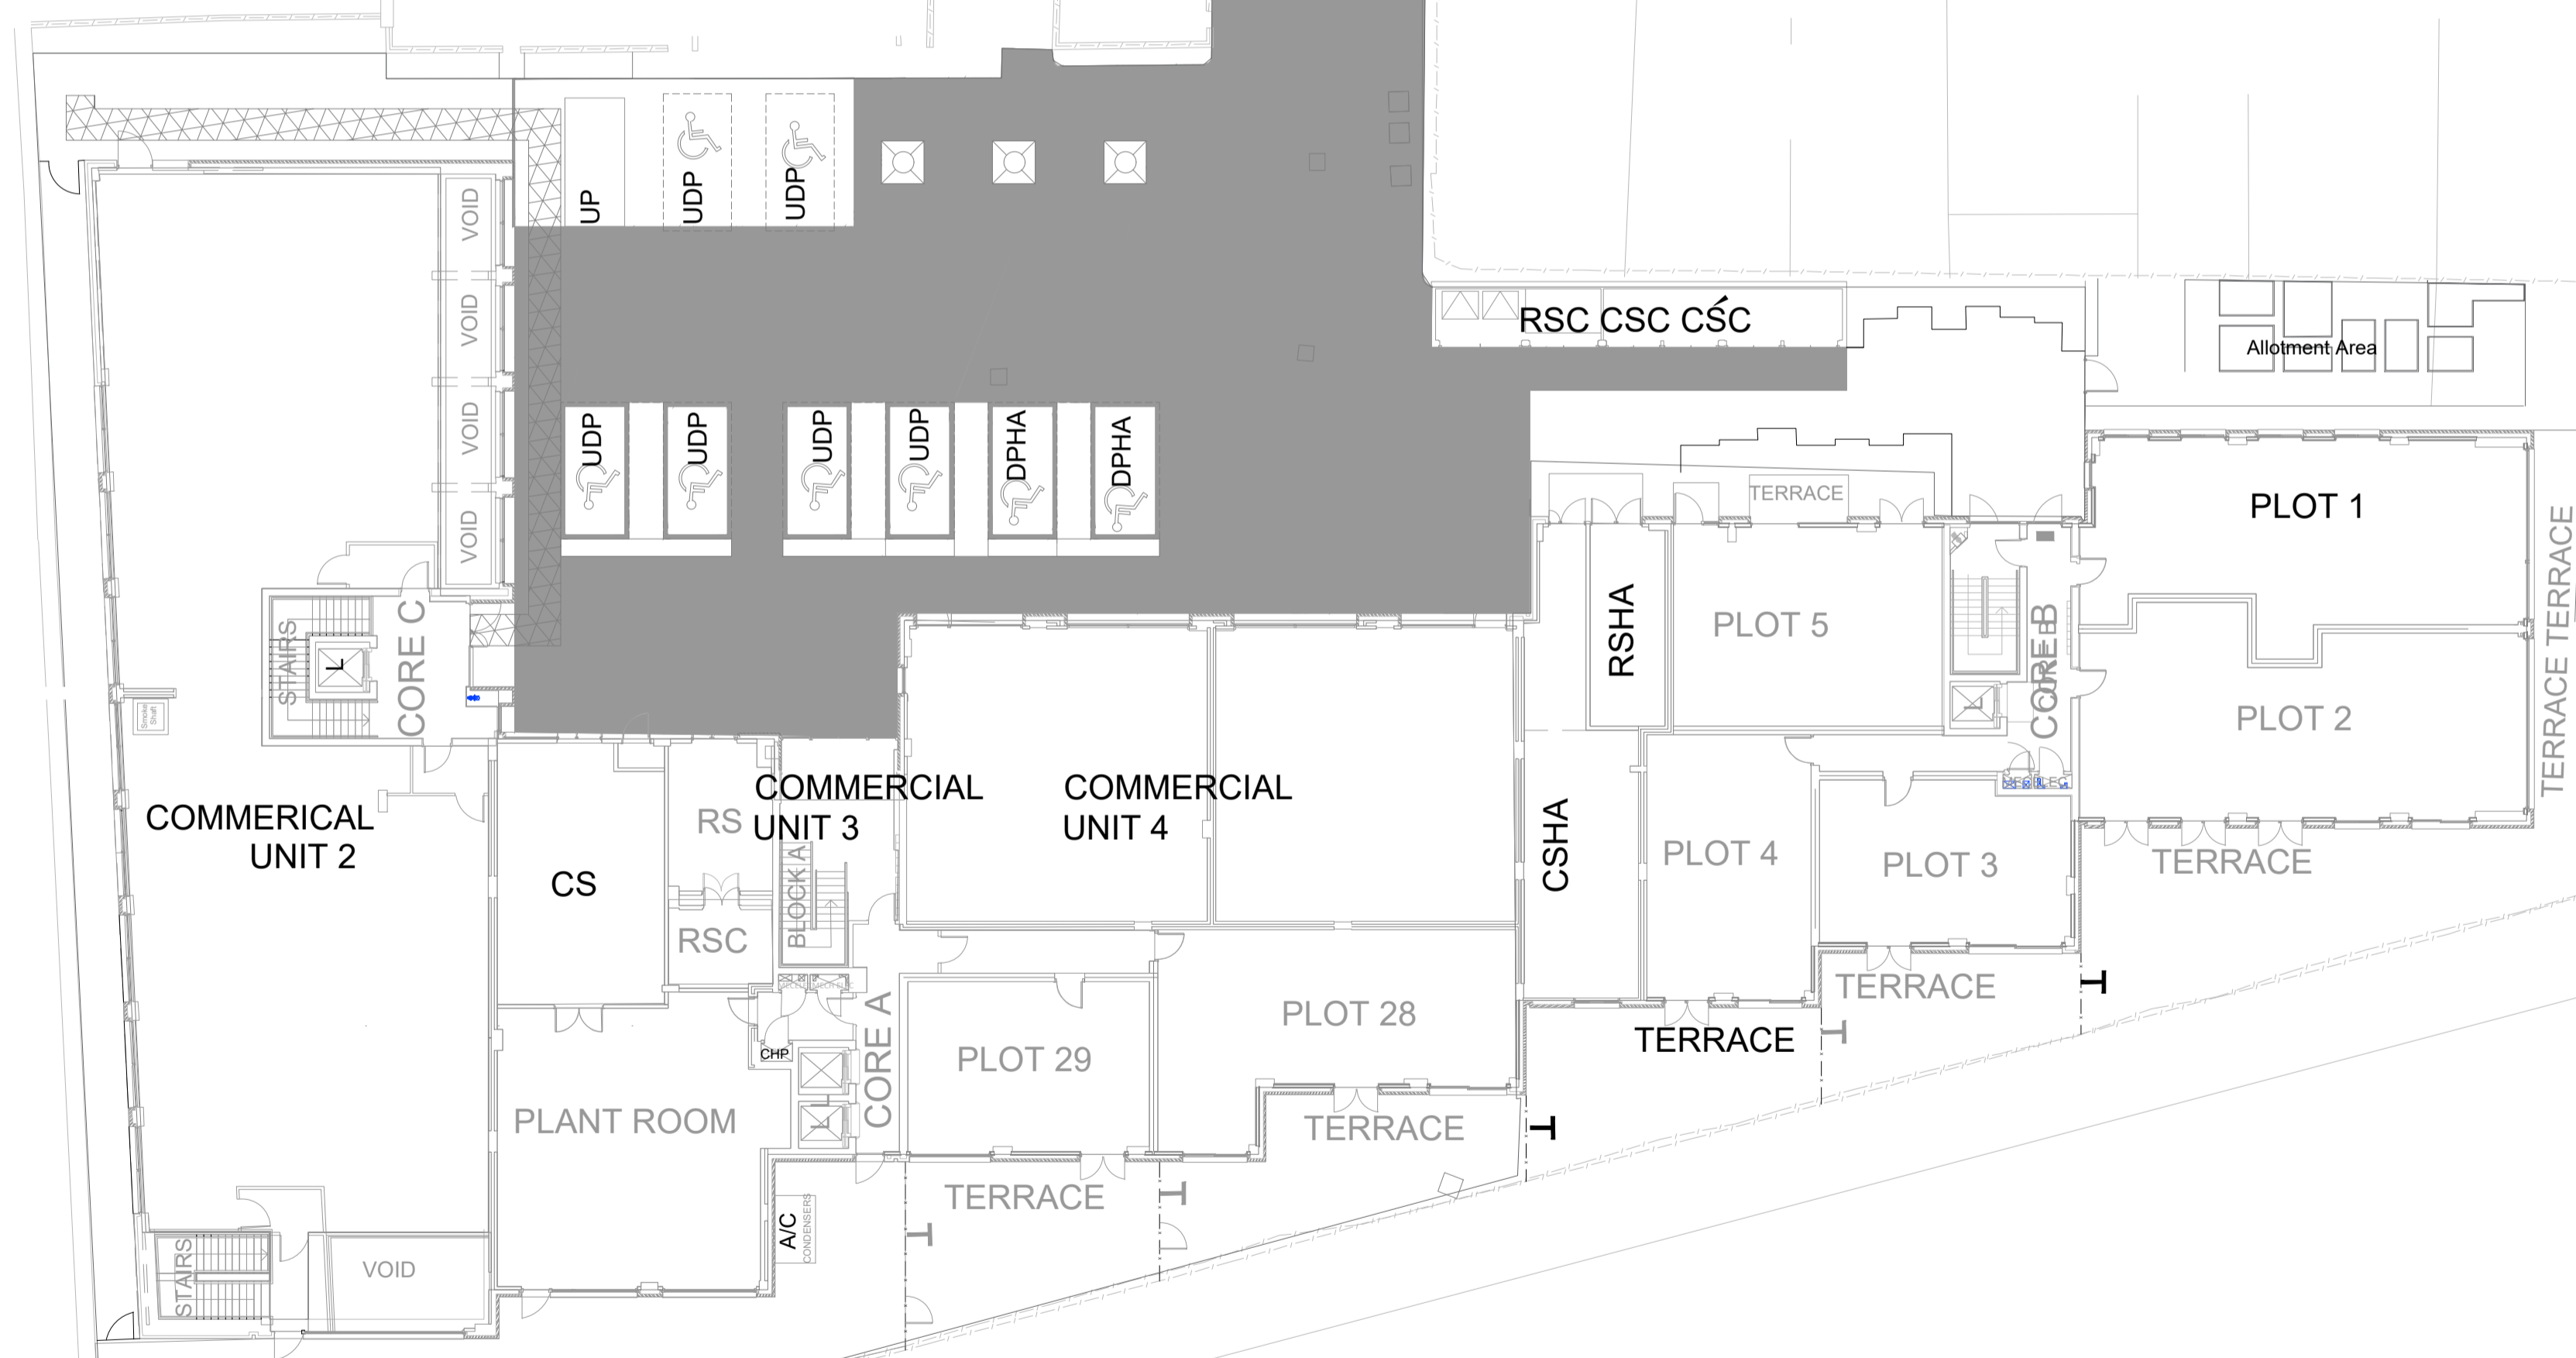 UP
UDP
UDP
VOID
VOID
VOID
VOID
RSC CSC CSC
Allotment Area
UDP
UDP
UDP
UDP
DPHA
DPHA
TERRACE
PLOT 1
TERRACE TERRACE
STAIRS
L
CORE C
RSHA
PLOT 5
CORE B
CORE B
L
PLOT 2
Smoke
Shaft
COMMERICAL
UNIT 2
CS
RS
COMMERCIAL
UNIT 3
COMMERCIAL
UNIT 4
BLOCK A
CSHA
PLOT 4
PLOT 3
TERRACE
RSC
TERRACE
T
PLOT 28
TERRACE
T
CHP
CORE A
PLOT 29
L
L
PLANT ROOM
TERRACE
T
TERRACE
T
T
A/C
CONDENSERS
STAIRS
VOID